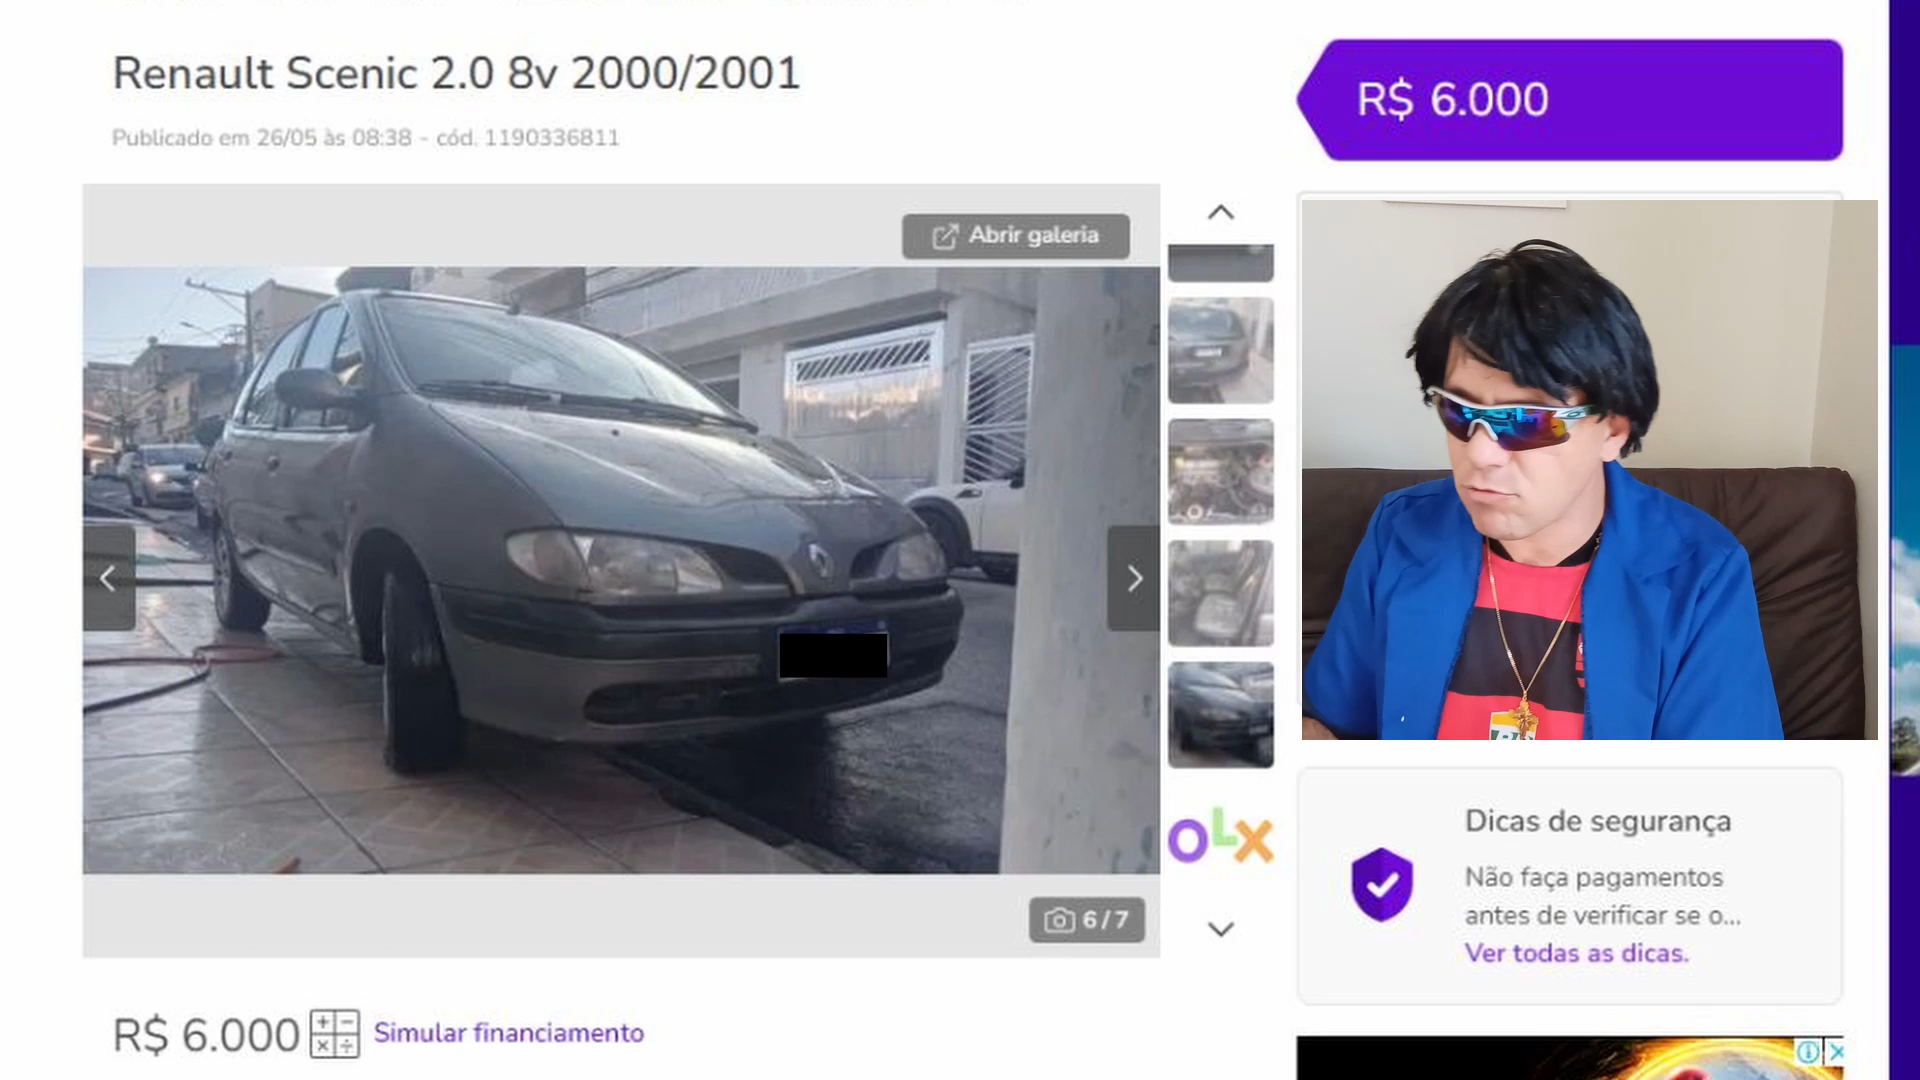 Renault Scenic 2.0 8v 2000/2001
Publicado em 26/05 às 08:38 - cód. 1190336811
R$ 6.000
Abrir galeria
6/7
OLX
Dicas de segurança
Não faça pagamentos
antes de verificar se o...
Ver todas as dicas.
R$ 6.000
Simular financiamento